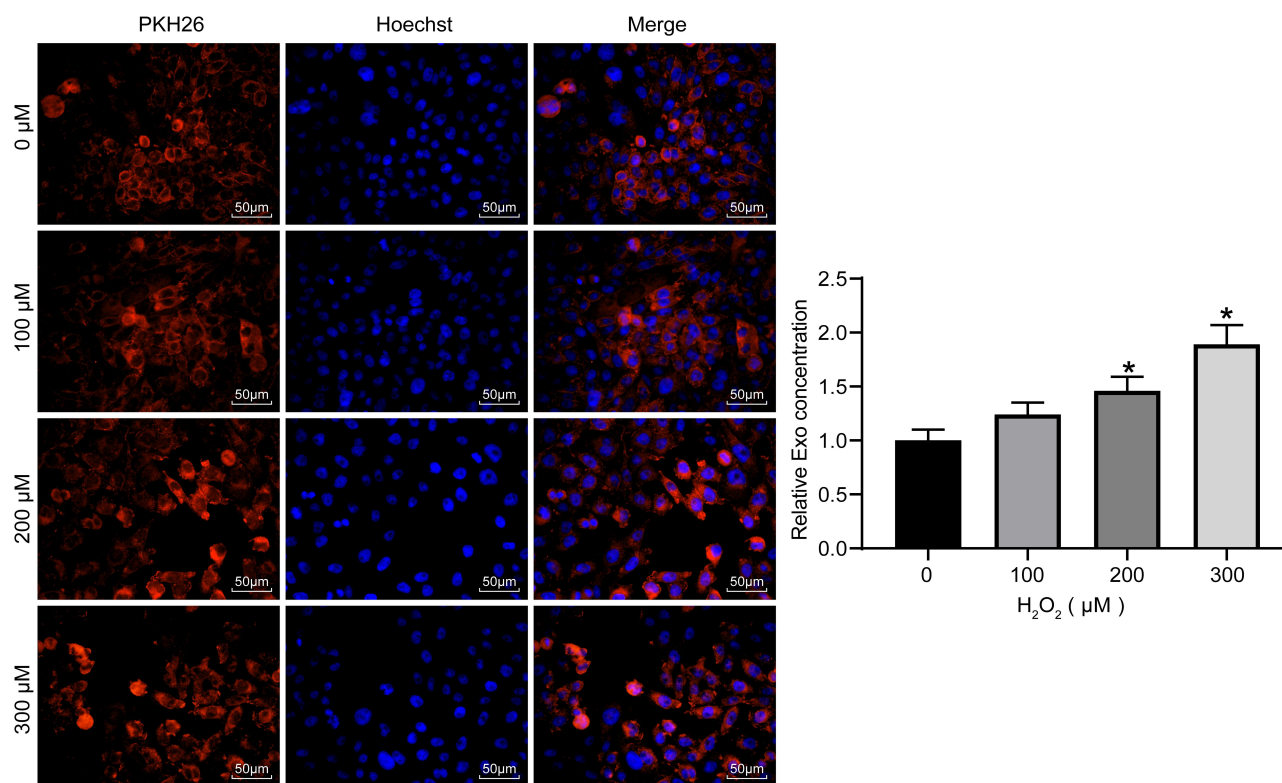 PKH26 Hoechst Merge
0 µM
50µm 50µm 50µm
100 µM
50µm 50µm 50µm
200 µM
50µm 50µm 50µm
300 µM
50µm 50µm 50µm
Relative Exo concentration
2.5
2.0
1.5
1.0
0.5
0.0
*
*
0 100 200 300
H₂O₂ ( µM )